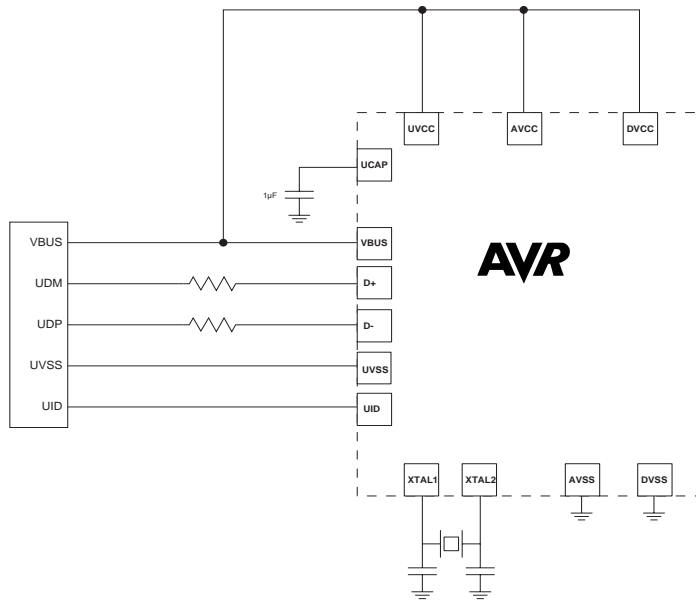 UVCC AVCC DVCC
UCAP
1µF
VBUS VBUS
UDM D+
UDP D-
UVSS UVSS
UID UID
AVR
XTAL1 XTAL2 AVSS DVSS